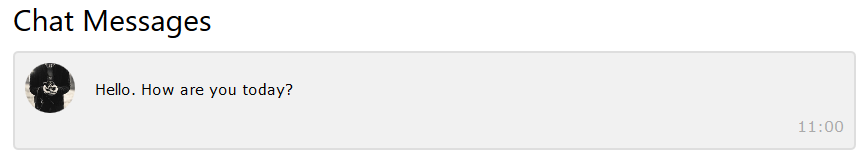 Chat Messages
Hello. How are you today?
11:00